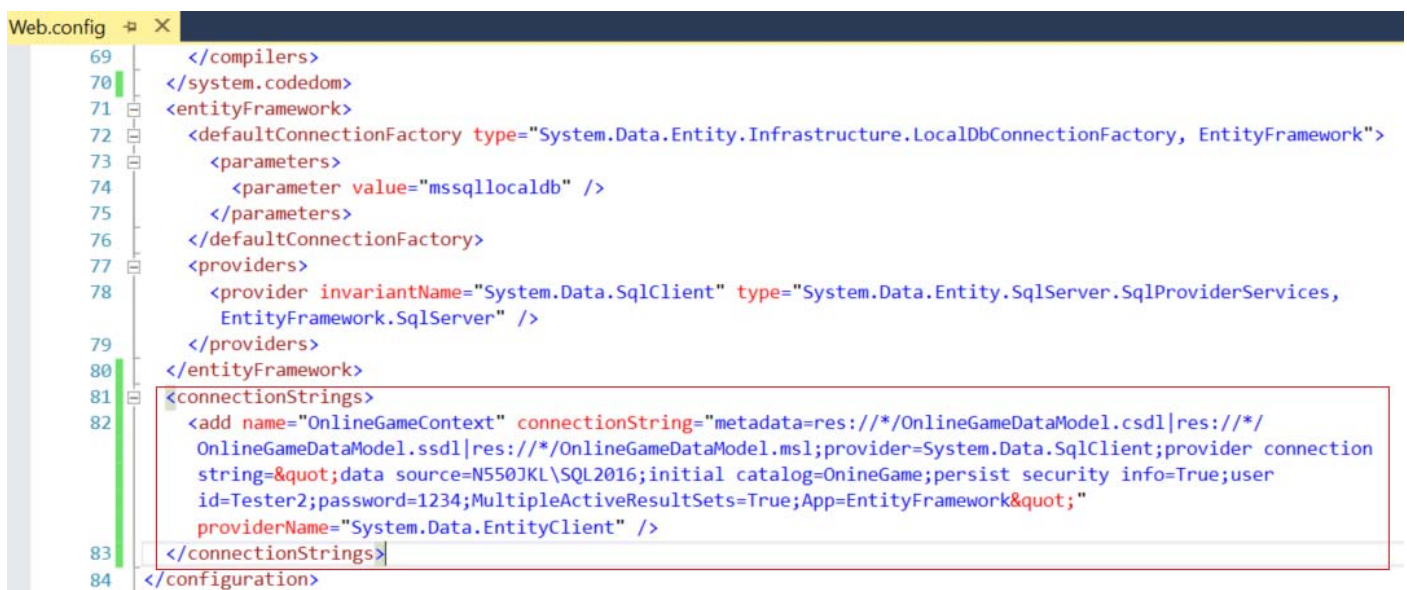 Web.config
69 </compilers>
70 </system.codedom>
71 <entityFramework>
72 <defaultConnectionFactory type="System.Data.Entity.Infrastructure.LocalDbConnectionFactory, EntityFramework">
73 <parameters>
74 <parameter value="mssqllocaldb" />
75 </parameters>
76 </defaultConnectionFactory>
77 <providers>
78 <provider invariantName="System.Data.SqlClient" type="System.Data.Entity.SqlServer.SqlProviderServices,
EntityFramework.SqlServer" />
79 </providers>
80 </entityFramework>
81 <connectionStrings>
82 <add name="OnlineGameContext" connectionString="metadata=res://*/OnlineGameDataModel.csdl|res://*/
OnlineGameDataModel.ssdl|res://*/OnlineGameDataModel.msl;provider=System.Data.SqlClient;provider connection
string=&quot;data source=N550JKL\SQL2016;initial catalog=OnineGame;persist security info=True;user
id=Tester2;password=1234;MultipleActiveResultSets=True;App=EntityFramework&quot;"
providerName="System.Data.EntityClient" />
83 </connectionStrings>
84 </configuration>